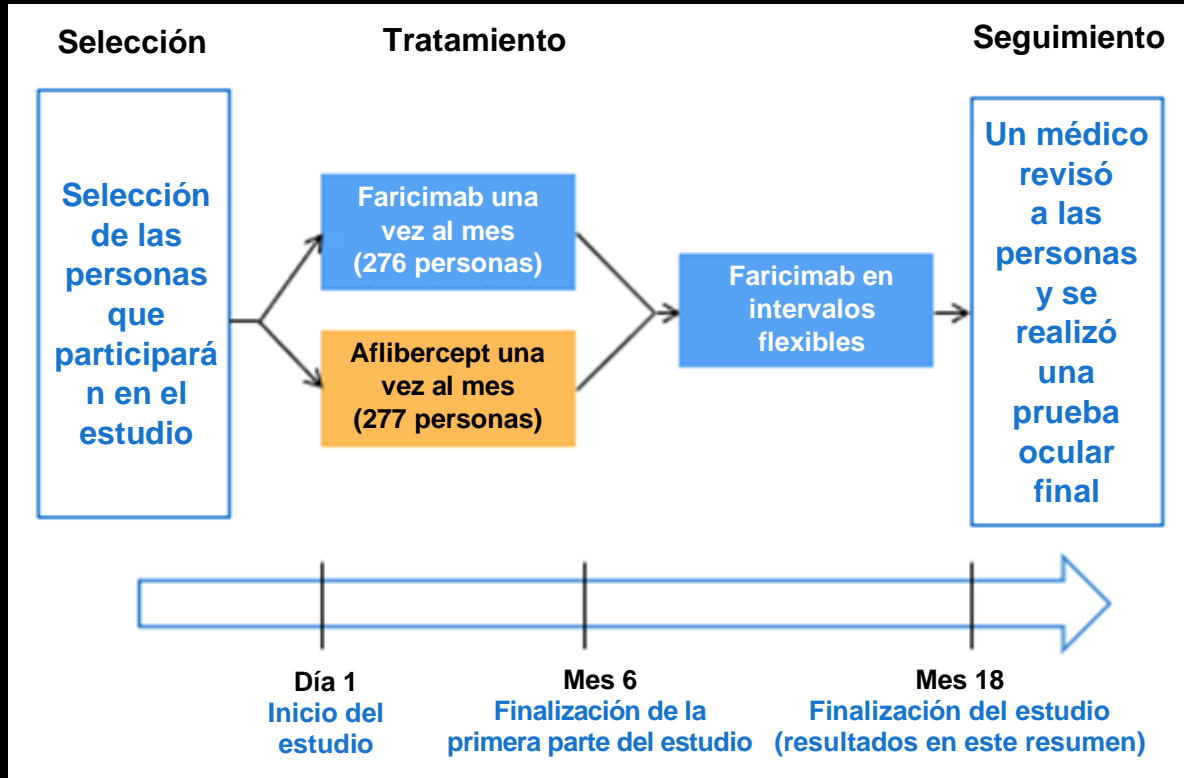 Selección
Tratamiento
Seguimiento
Selección
de las
personas
que
participará
n en el
estudio
Faricimab una
vez al mes
(276 personas)
Aflibercept una
vez al mes
(277 personas)
Faricimab en
intervalos
flexibles
Un médico
revisó
a las
personas
y se
realizó
una
prueba
ocular
final
Día 1
Inicio del
estudio
Mes 6
Finalización de la
primera parte del estudio
Mes 18
Finalización del estudio
(resultados en este resumen)